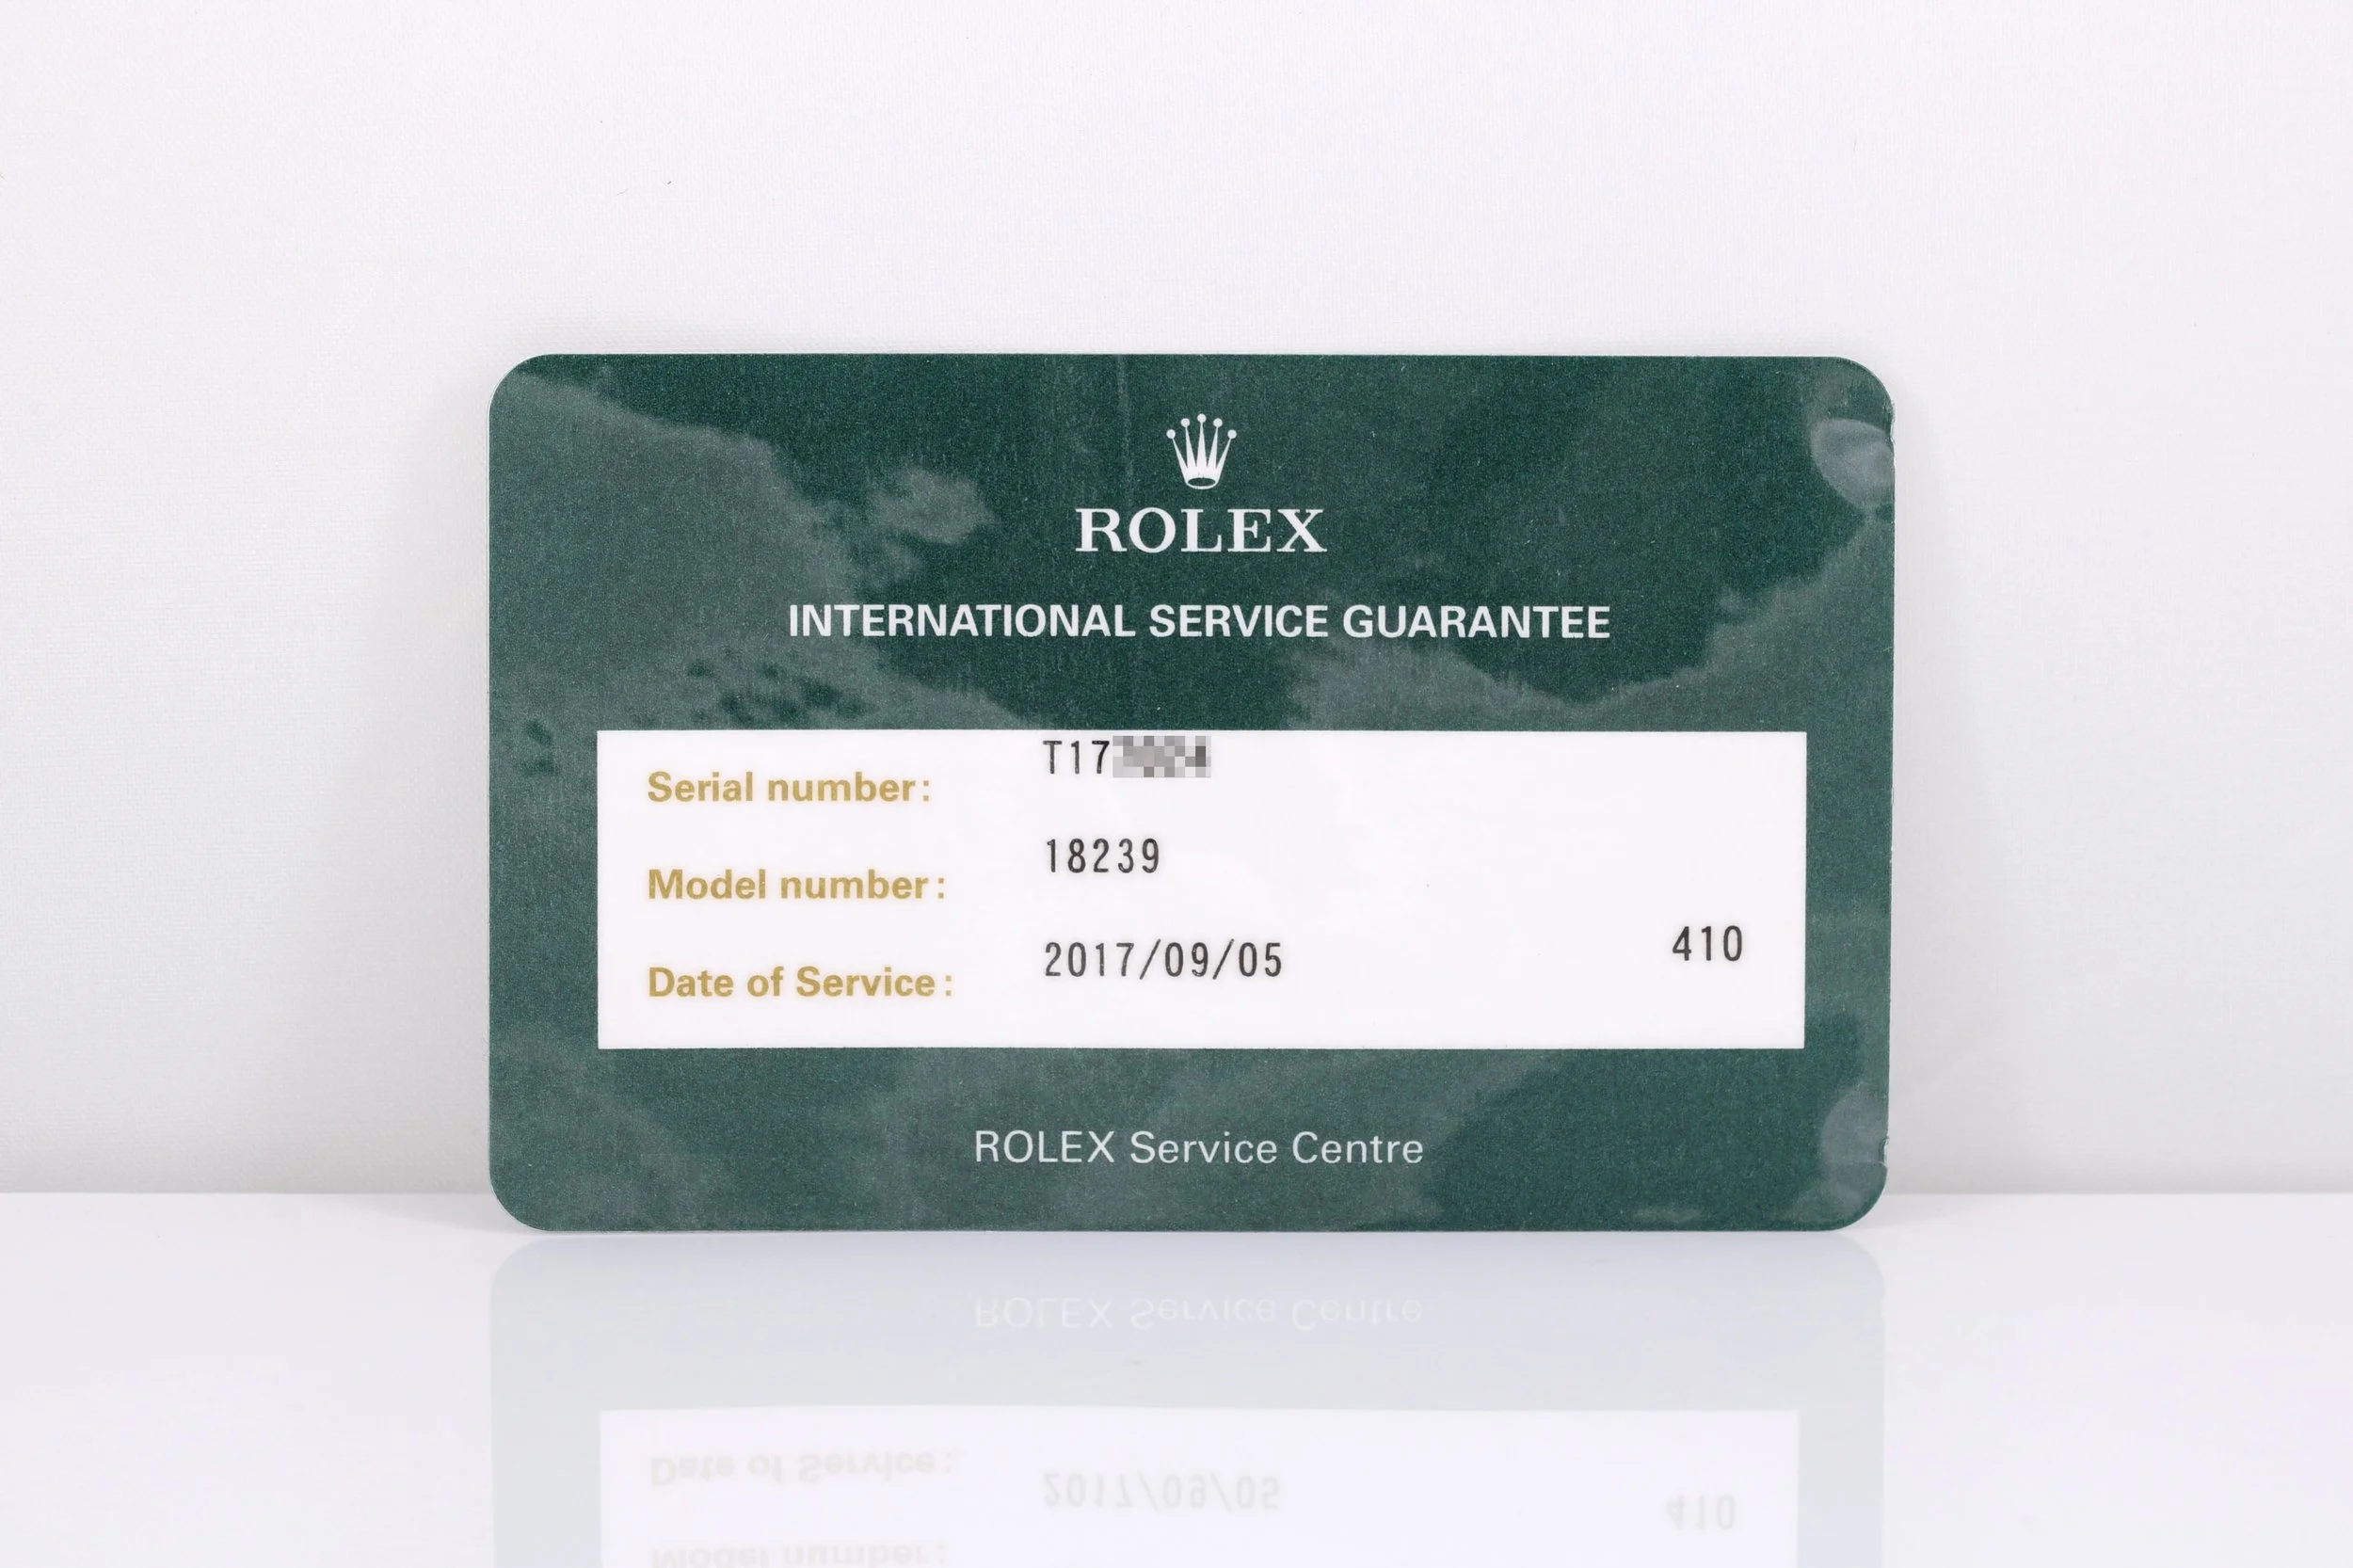 ROLEX
INTERNATIONAL SERVICE GUARANTEE
Serial number: T17
Model number: 18239
Date of Service: 2017/09/05 410
ROLEX Service Centre